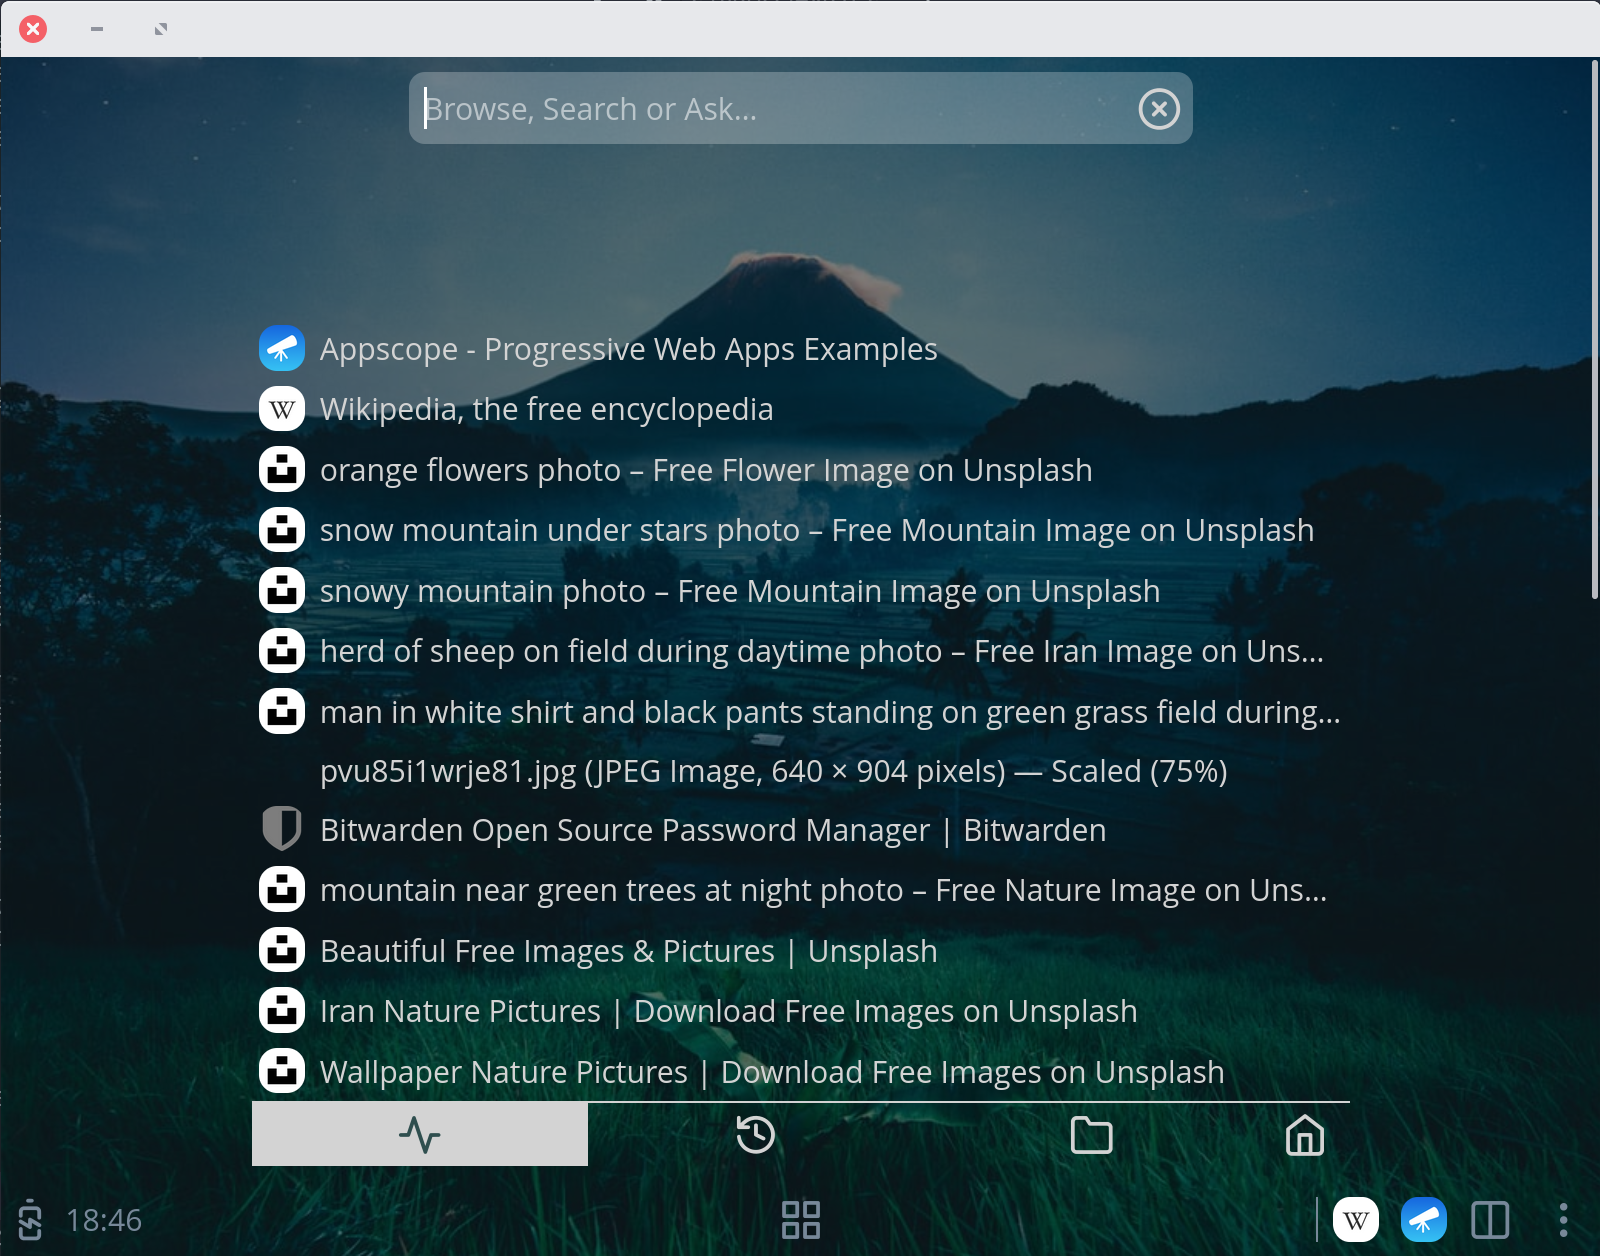 Browse, Search or Ask...
Appscope - Progressive Web Apps Examples
W Wikipedia, the free encyclopedia
orange flowers photo – Free Flower Image on Unsplash
snow mountain under stars photo – Free Mountain Image on Unsplash
snowy mountain photo – Free Mountain Image on Unsplash
herd of sheep on field during daytime photo – Free Iran Image on Uns...
man in white shirt and black pants standing on green grass field during...
pvu85i1wrje81.jpg (JPEG Image, 640 × 904 pixels) — Scaled (75%)
Bitwarden Open Source Password Manager | Bitwarden
mountain near green trees at night photo – Free Nature Image on Uns...
Beautiful Free Images & Pictures | Unsplash
Iran Nature Pictures | Download Free Images on Unsplash
Wallpaper Nature Pictures | Download Free Images on Unsplash
18:46 W